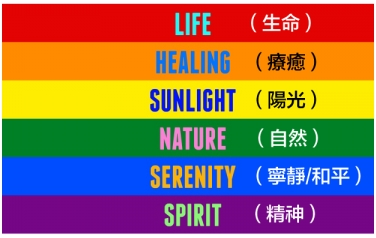 LIFE （生命）
HEALING （療癒）
SUNLIGHT （陽光）
NATURE （自然）
SERENITY （寧靜/和平）
SPIRIT （精神）